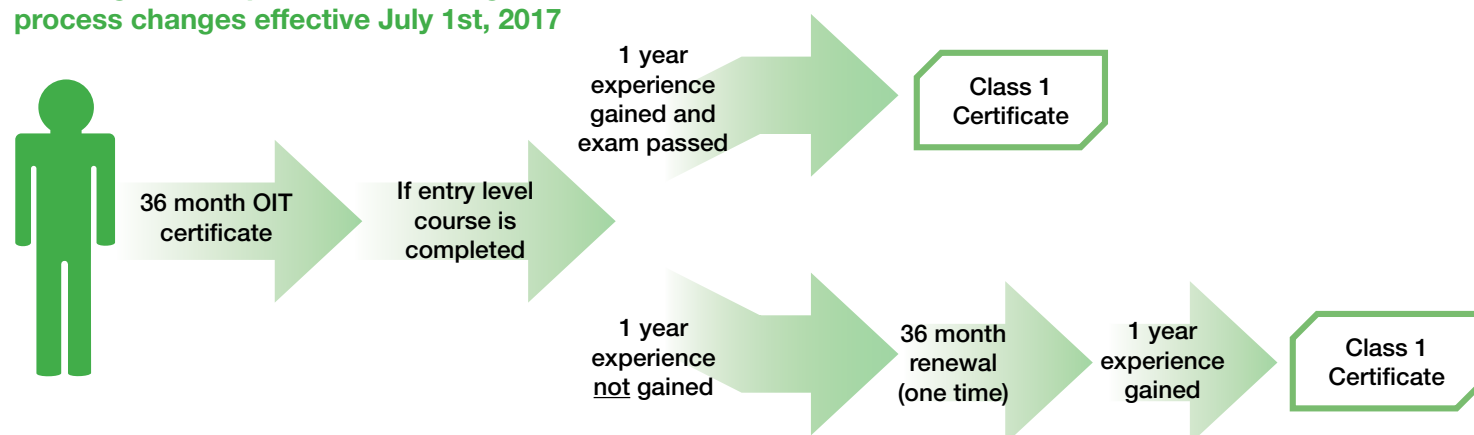 process changes effective July 1st, 2017
36 month OIT
certificate
If entry level
course is
completed
1 year
experience
gained and
exam passed
Class 1
Certificate
1 year
experience
not gained
36 month
renewal
(one time)
1 year
experience
gained
Class 1
Certificate